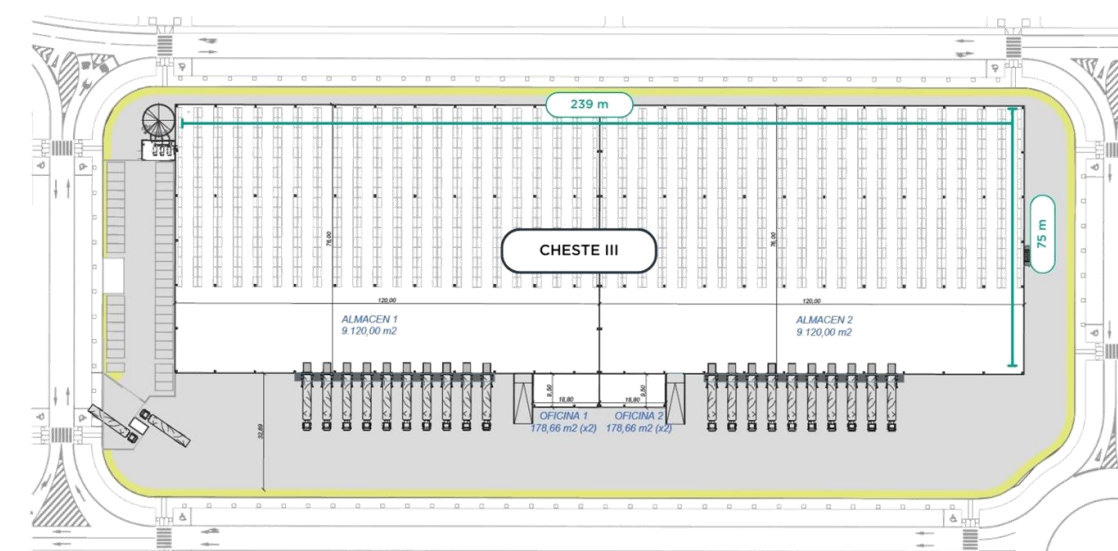 239 m
75 m
CHESTE III
76,00
76,00
120,00
120,00
ALMACEN 1
9.120,00 m2
ALMACEN 2
9.120,00 m2
9,50
18,80
18,80
9,50
OFICINA 1
178,66 m2 (x2)
OFICINA 2
178,66 m2 (x2)